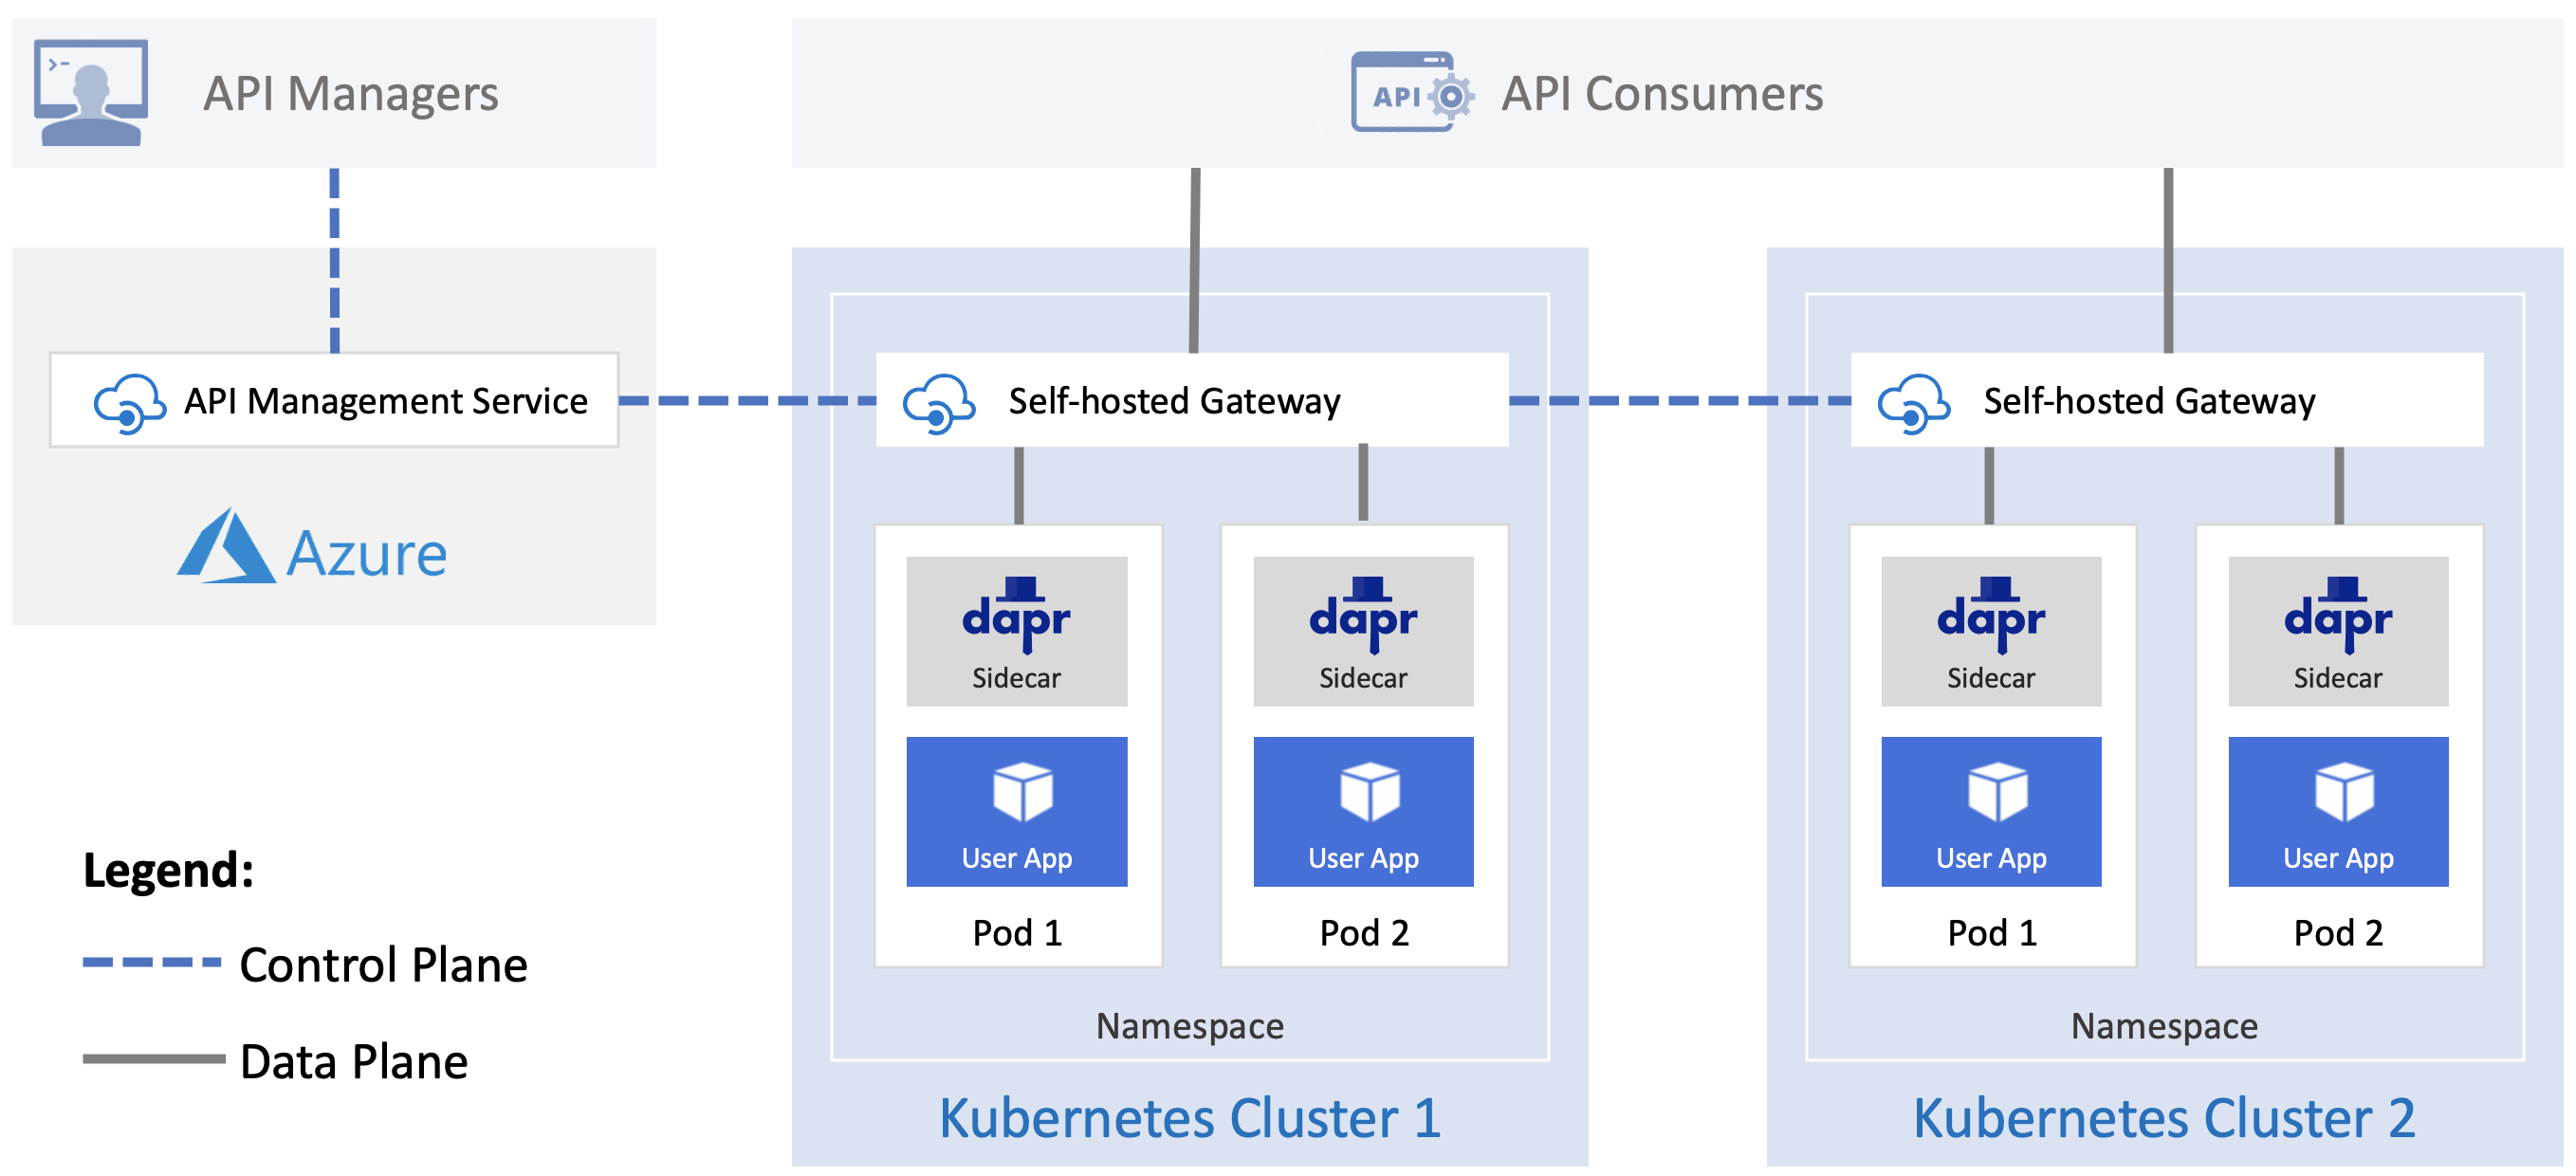 API Managers
API
API Consumers
API Management Service
Azure
Self-hosted Gateway
Self-hosted Gateway
dapr
Sidecar
User App
Pod 1
dapr
Sidecar
User App
Pod 2
Namespace
Kubernetes Cluster 1
dapr
Sidecar
User App
Pod 1
dapr
Sidecar
User App
Pod 2
Namespace
Kubernetes Cluster 2
Legend:
Control Plane
Data Plane